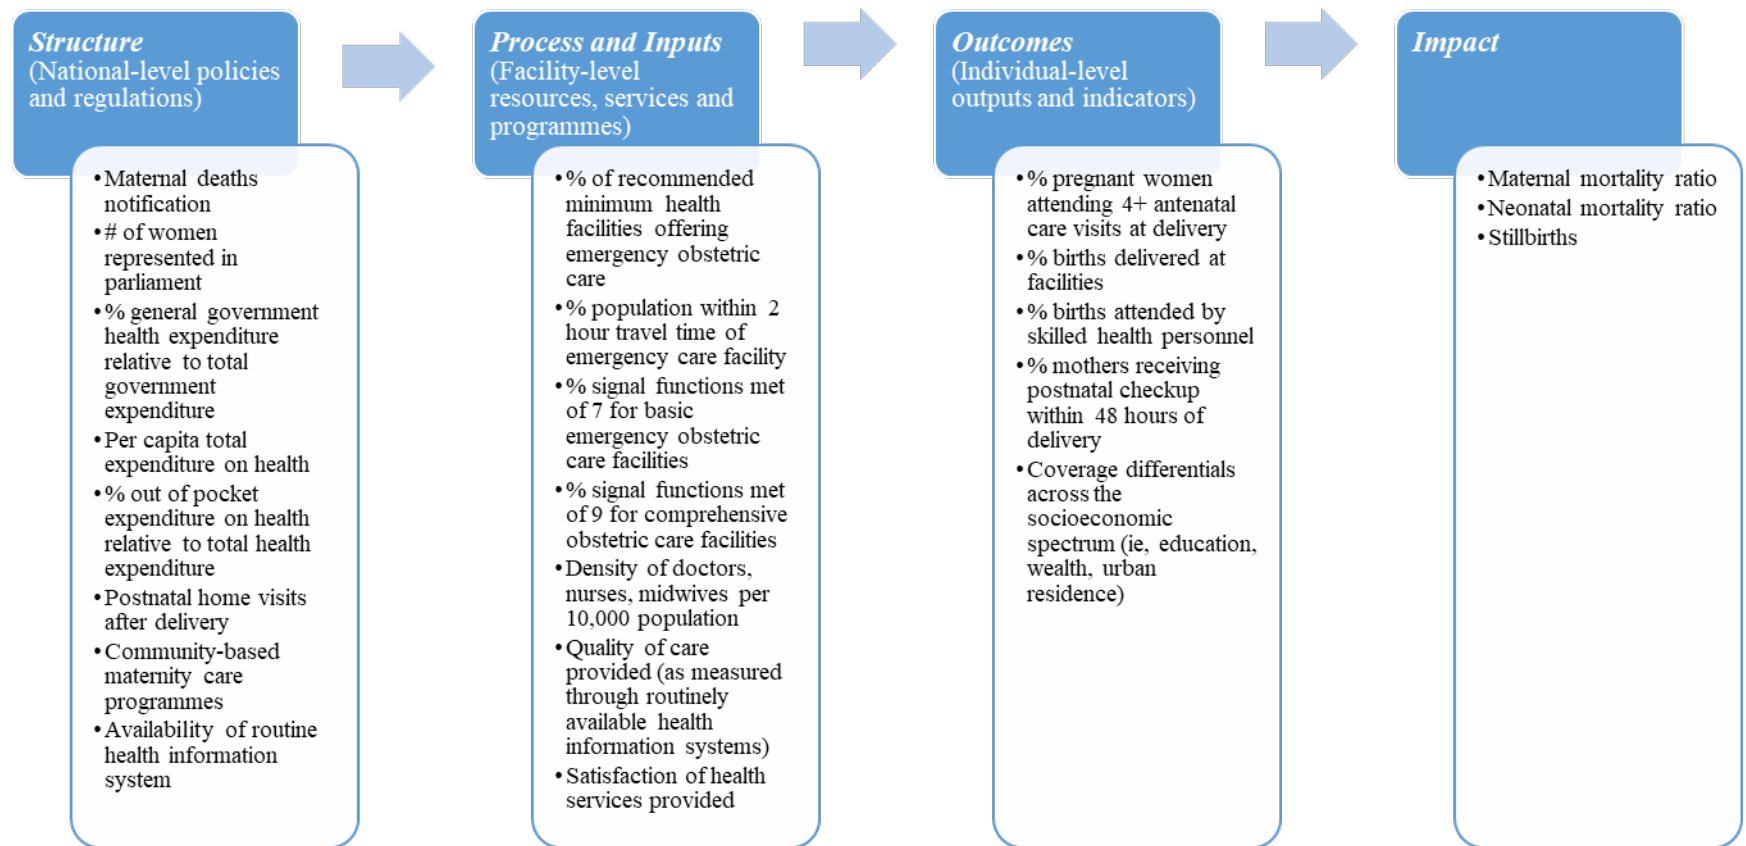 Structure
(National-level policies
and regulations)
•Maternal deaths
notification
•# of women
represented in
parliament
•% general government
health expenditure
relative to total
government
expenditure
•Per capita total
expenditure on health
•% out of pocket
expenditure on health
relative to total health
expenditure
•Postnatal home visits
after delivery
•Community-based
maternity care
programmes
•Availability of routine
health information
system
Process and Inputs
(Facility-level
resources, services and
programmes)
•% of recommended
minimum health
facilities offering
emergency obstetric
care
•% population within 2
hour travel time of
emergency care facility
•% signal functions met
of 7 for basic
emergency obstetric
care facilities
•% signal functions met
of 9 for comprehensive
obstetric care facilities
•Density of doctors,
nurses, midwives per
10,000 population
•Quality of care
provided (as measured
through routinely
available health
information systems)
•Satisfaction of health
services provided
Outcomes
(Individual-level
outputs and indicators)
•% pregnant women
attending 4+ antenatal
care visits at delivery
•% births delivered at
facilities
•% births attended by
skilled health personnel
•% mothers receiving
postnatal checkup
within 48 hours of
delivery
•Coverage differentials
across the
socioeconomic
spectrum (ie, education,
wealth, urban
residence)
Impact
•Maternal mortality ratio
•Neonatal mortality ratio
•Stillbirths